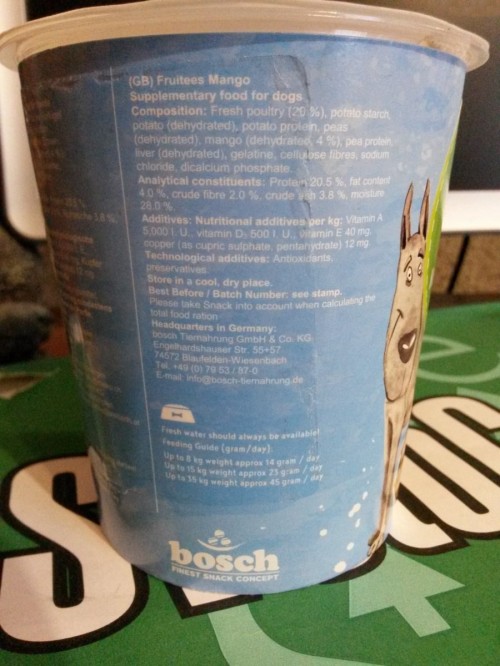 (GB) Fruitees Mango
Supplementary food for dogs
Composition: Fresh poultry (20 %), potato starch,
potato (dehydrated), potato protein, peas
(dehydrated), mango (dehydrated, 4 %), pea protein,
liver (dehydrated), gelatine, cellulose fibres, sodium
chloride, dicalcium phosphate.
Analytical constituents: Protein 20.5 %, fat content
4.0 %, crude fibre 2.0 %, crude ash 3.8 %, moisture
28.0 %.
Additives: Nutritional additives per kg: Vitamin A
5,000 I. U., vitamin D₃ 500 I. U., vitamin E 40 mg,
copper (as cupric sulphate, pentahydrate) 12 mg.
Technological additives: Antioxidants,
preservatives.
Store in a cool, dry place.
Best Before / Batch Number: see stamp.
Please take Snack into account when calculating the
total food ration.
Headquarters in Germany:
bosch Tiernahrung GmbH & Co. KG
Engelhardshauser Str. 55+57
74572 Blaufelden-Wiesenbach
Tel. +49 (0) 79 53 / 87-0
E-mail: info@bosch-tiernahrung.de
Fresh water should always be available!
Feeding Guide (gram/day):
Up to 8 kg weight approx 14 gram / day
Up to 15 kg weight approx 23 gram / day
Up to 35 kg weight approx 45 gram / day
bosch
FINEST SNACK CONCEPT